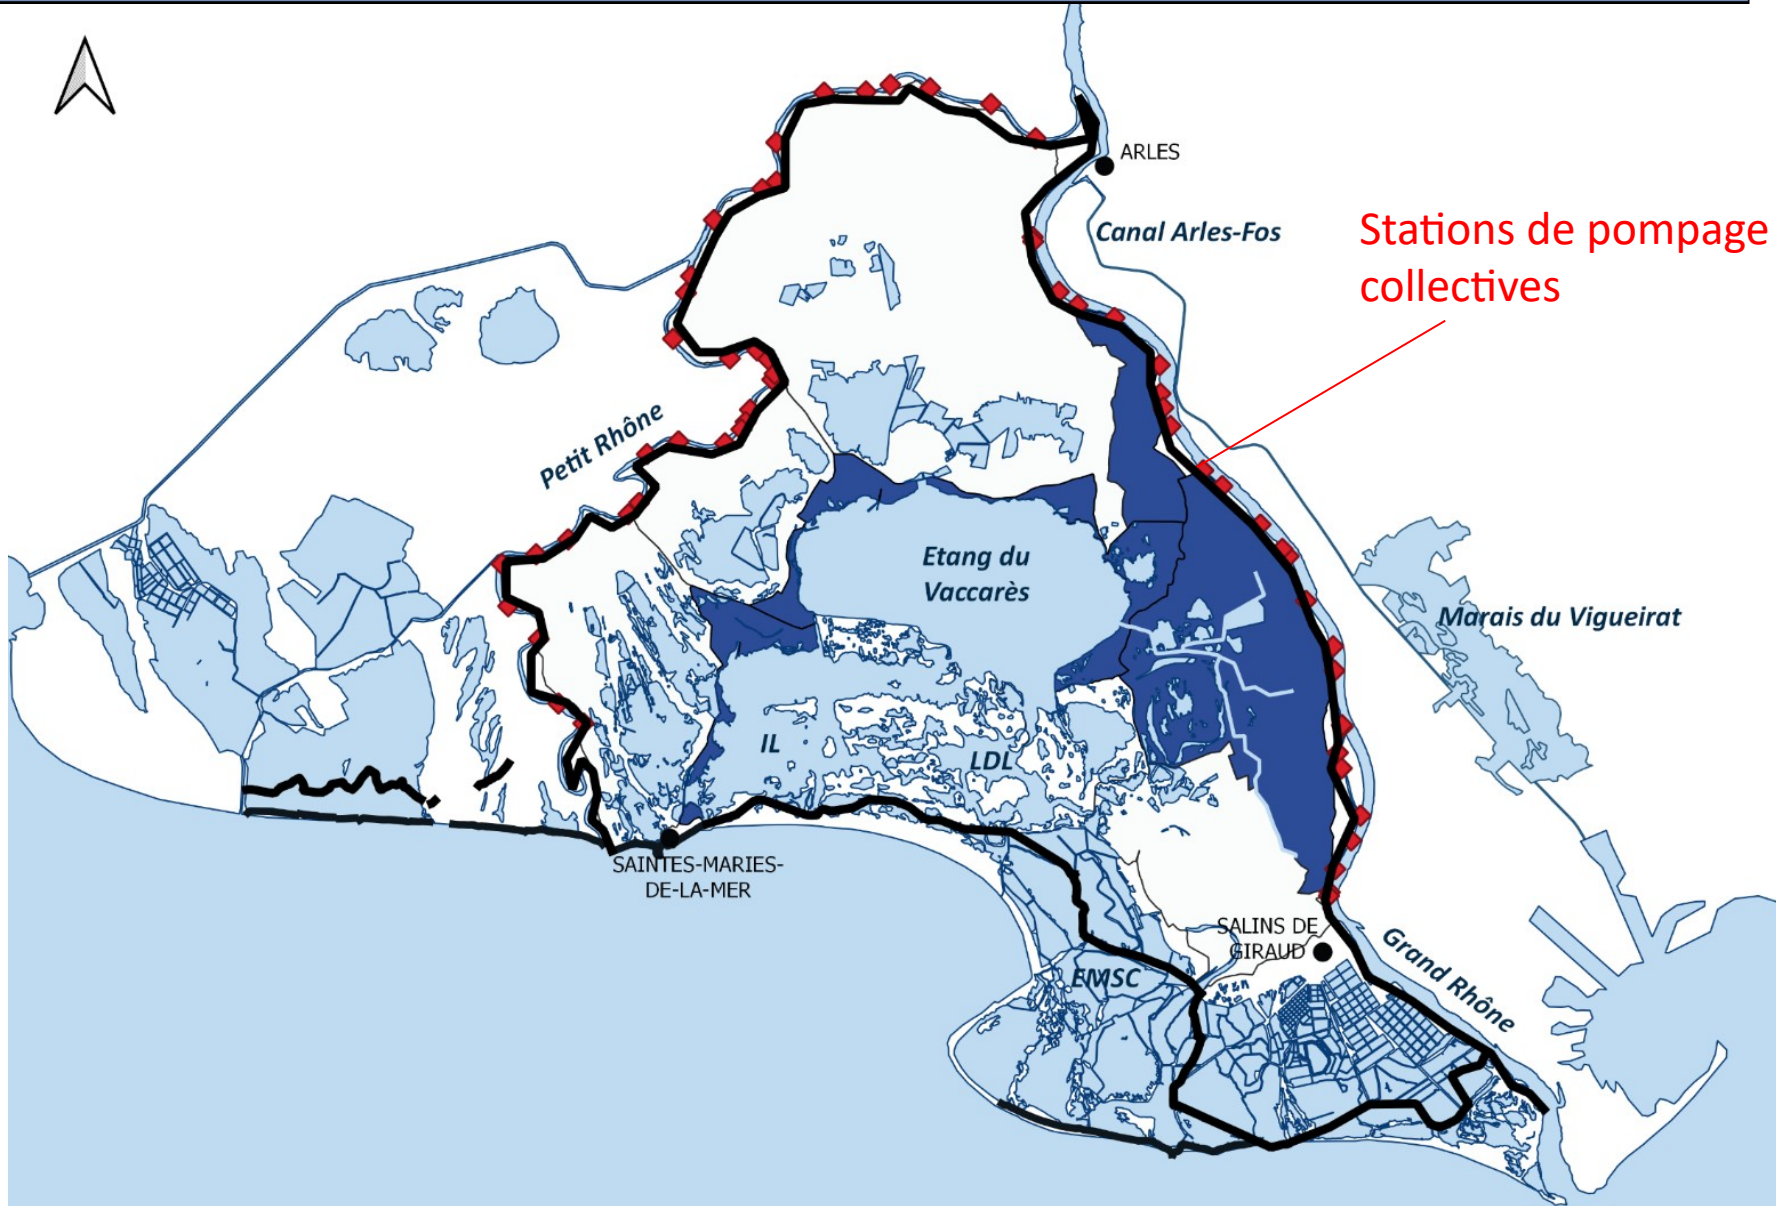 ARLES
Canal Arles-Fos
Stations de pompage
collectives
Petit Rhône
Etang du
Vaccarès
Marais du Vigueirat
IL
LDL
SAINTES-MARIES-
DE-LA-MER
SALINS DE
GIRAUD
Grand Rhône
EMSC